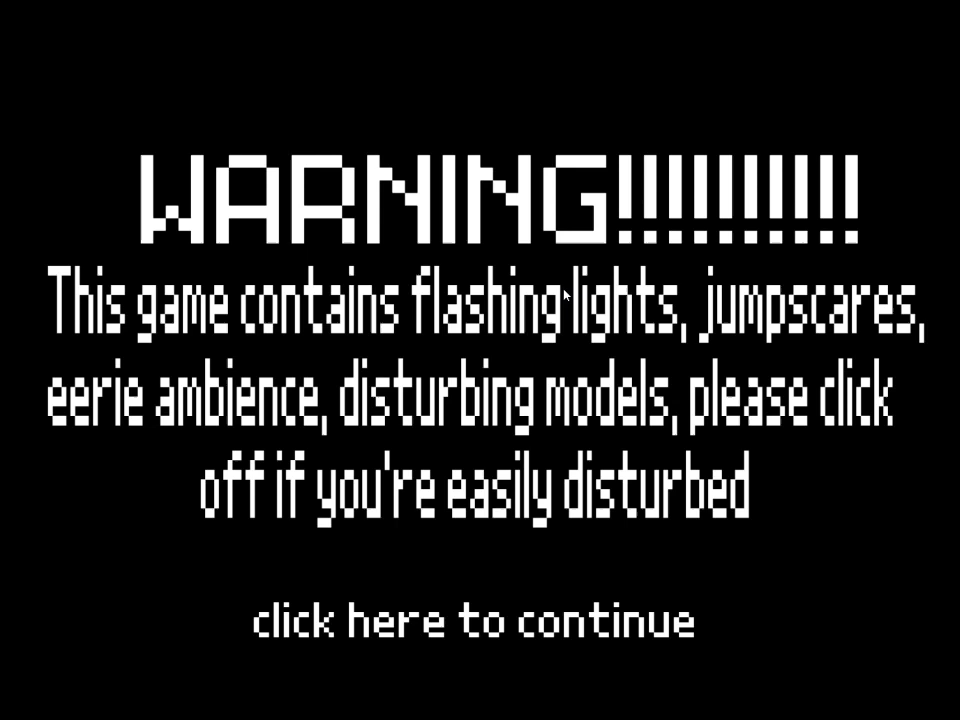 WARNING!!!!!!!!!!
This game contains flashing lights, jumpscares,
eerie ambience, disturbing models, please click
off if you're easily disturbed
click here to continue